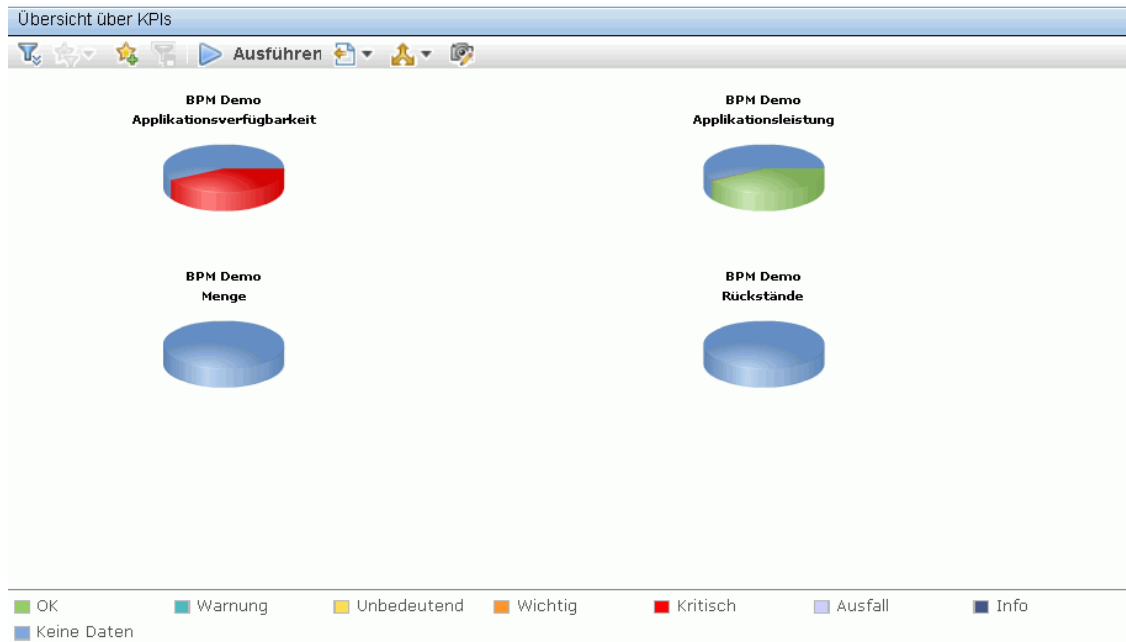 Übersicht über KPIs
Ausführen
BPM Demo
Applikationsverfügbarkeit
BPM Demo
Applikationsleistung
BPM Demo
Menge
BPM Demo
Rückstände
OK Warnung Unbedeutend Wichtig Kritisch Ausfall Info
Keine Daten